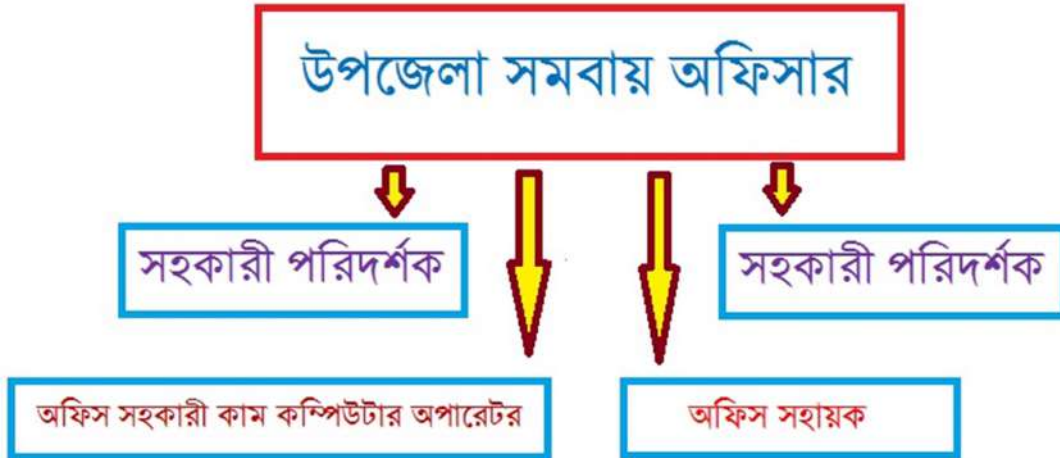 উপজেলা সমবায় অফিসার
সহকারী পরিদর্শক
সহকারী পরিদর্শক
অফিস সহকারী কাম কম্পিউটার অপারেটর
অফিস সহায়ক